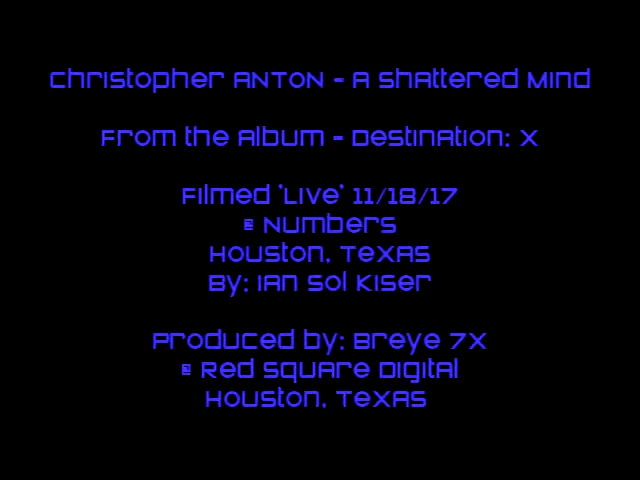 Christopher Anton - A Shattered Mind
From the Album - Destination: X
Filmed 'Live' 11/18/17
@ Numbers
Houston, Texas
By: Ian Sol Kiser
Produced by: Breye 7X
@ Red Square Digital
Houston, Texas